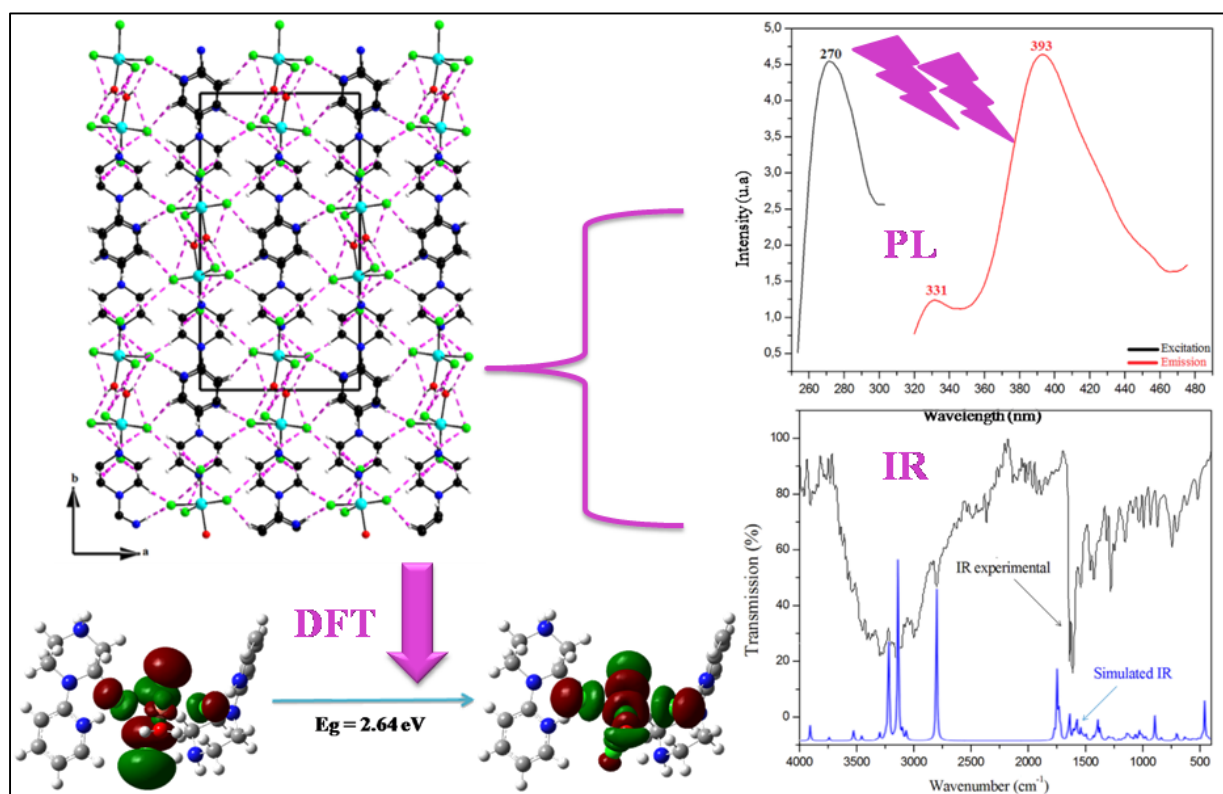 b
a
DFT
Eg = 2.64 eV
270
393
331
PL
4,5
4,0
3,5
3,0
2,5
2,0
1,5
1,0
0,5
Intensity (u.a)
Excitation
Emission
260 280 300 320 340 360 380 400 420 440 460 480
Wavelength (nm)
IR
100
80
60
40
20
0
Transmission (%)
IR experimental
Simulated IR
4000 3500 3000 2500 2000 1500 1000 500
Wavenumber (cm⁻¹)